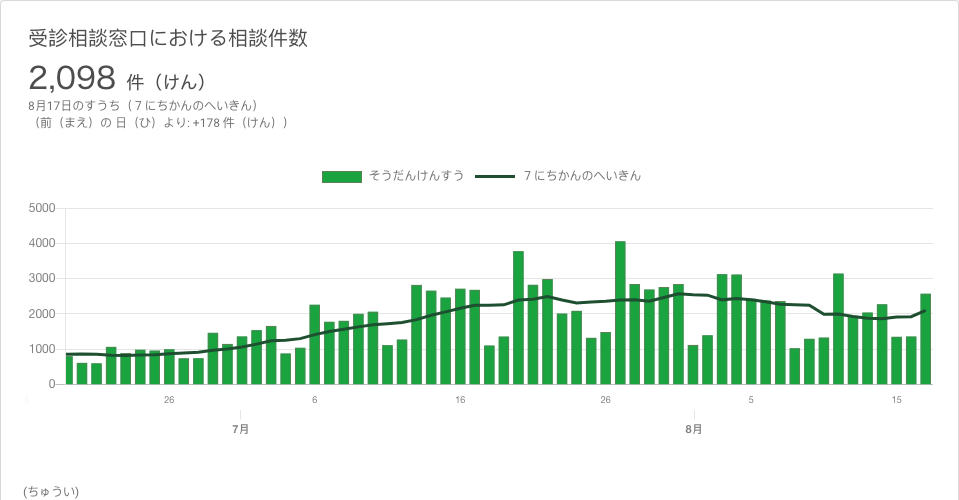 受診相談窓口における相談件数
2,098 件（けん）
8月17日のすうち（７にちかんのへいきん）
（前（まえ）の 日（ひ）より: +178 件（けん））
そうだんけんすう ７にちかんのへいきん
5000
4000
3000
2000
1000
0
26 6 16 26 5 15
7月 8月
(ちゅうい)